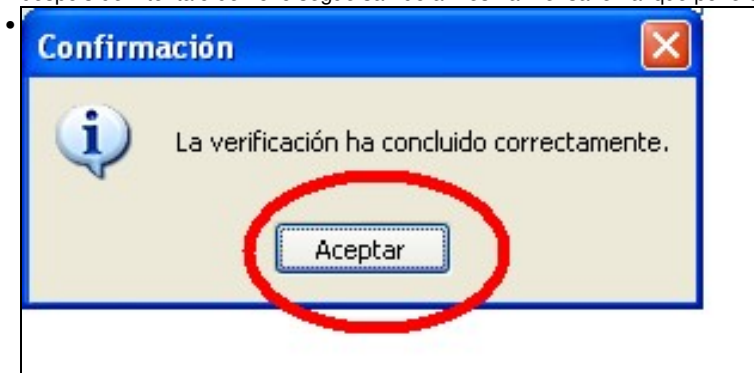 Confirmación
La verificación ha concluido correctamente.
Aceptar